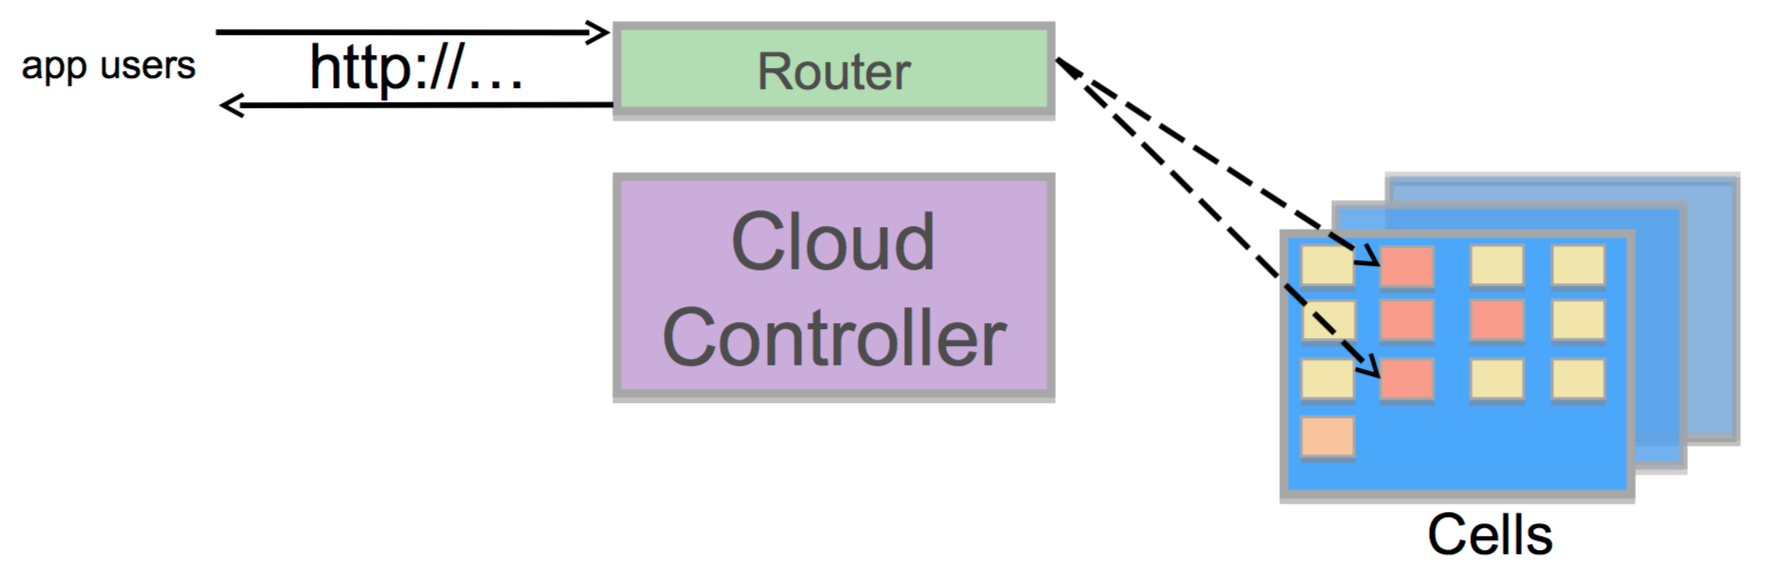 app users
http://…
Router
Cloud
Controller
Cells